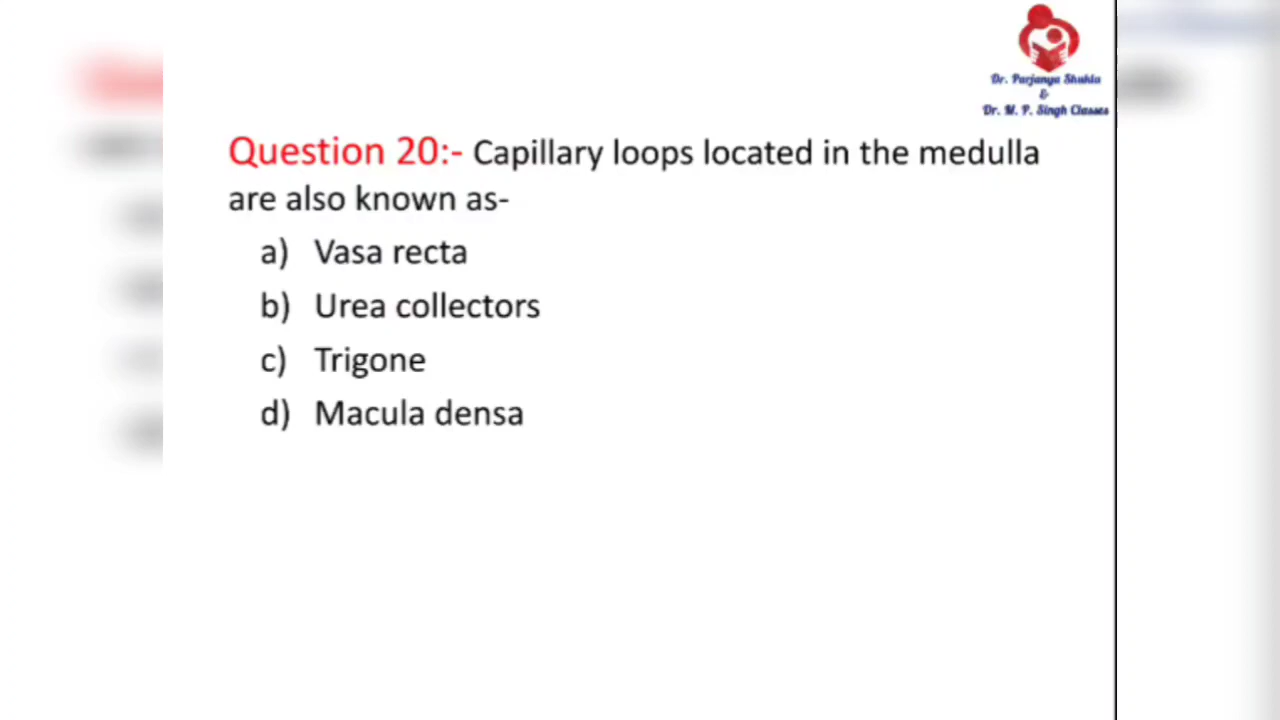 Dr. Parjanya Shukla
&
Dr. M. P. Singh Classes
Question 20:- Capillary loops located in the medulla
are also known as-
a) Vasa recta
b) Urea collectors
c) Trigone
d) Macula densa